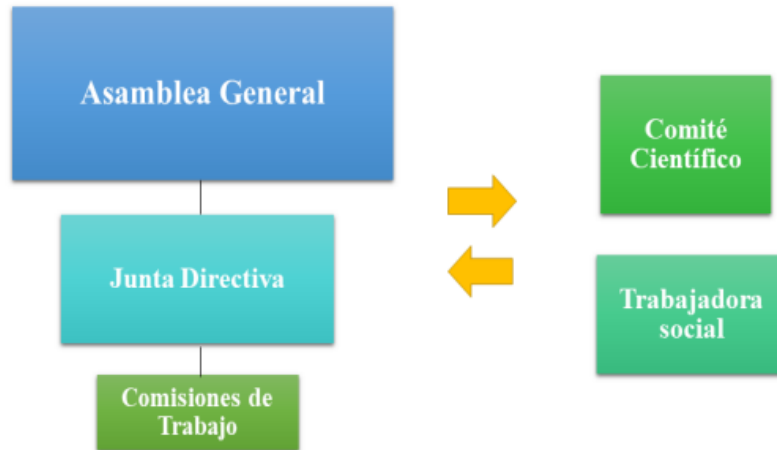 Asamblea General
Junta Directiva
Comisiones de
Trabajo
Comité
Científico
Trabajadora
social